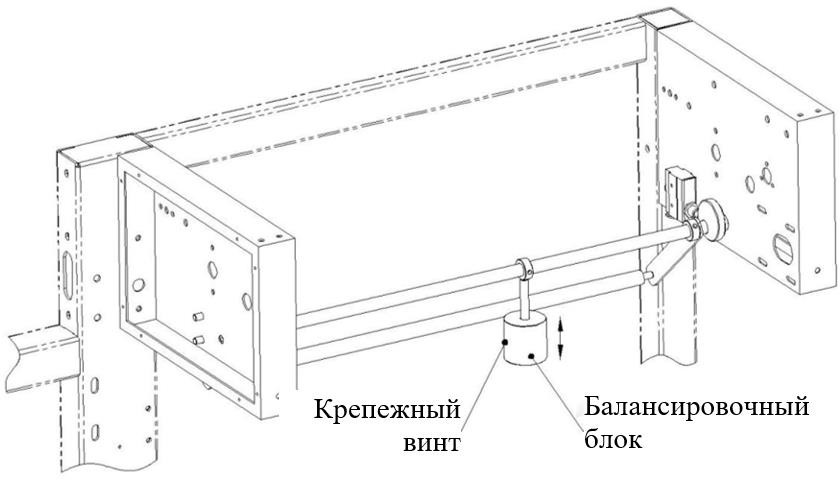 Крепежный
винт
Балансировочный
блок